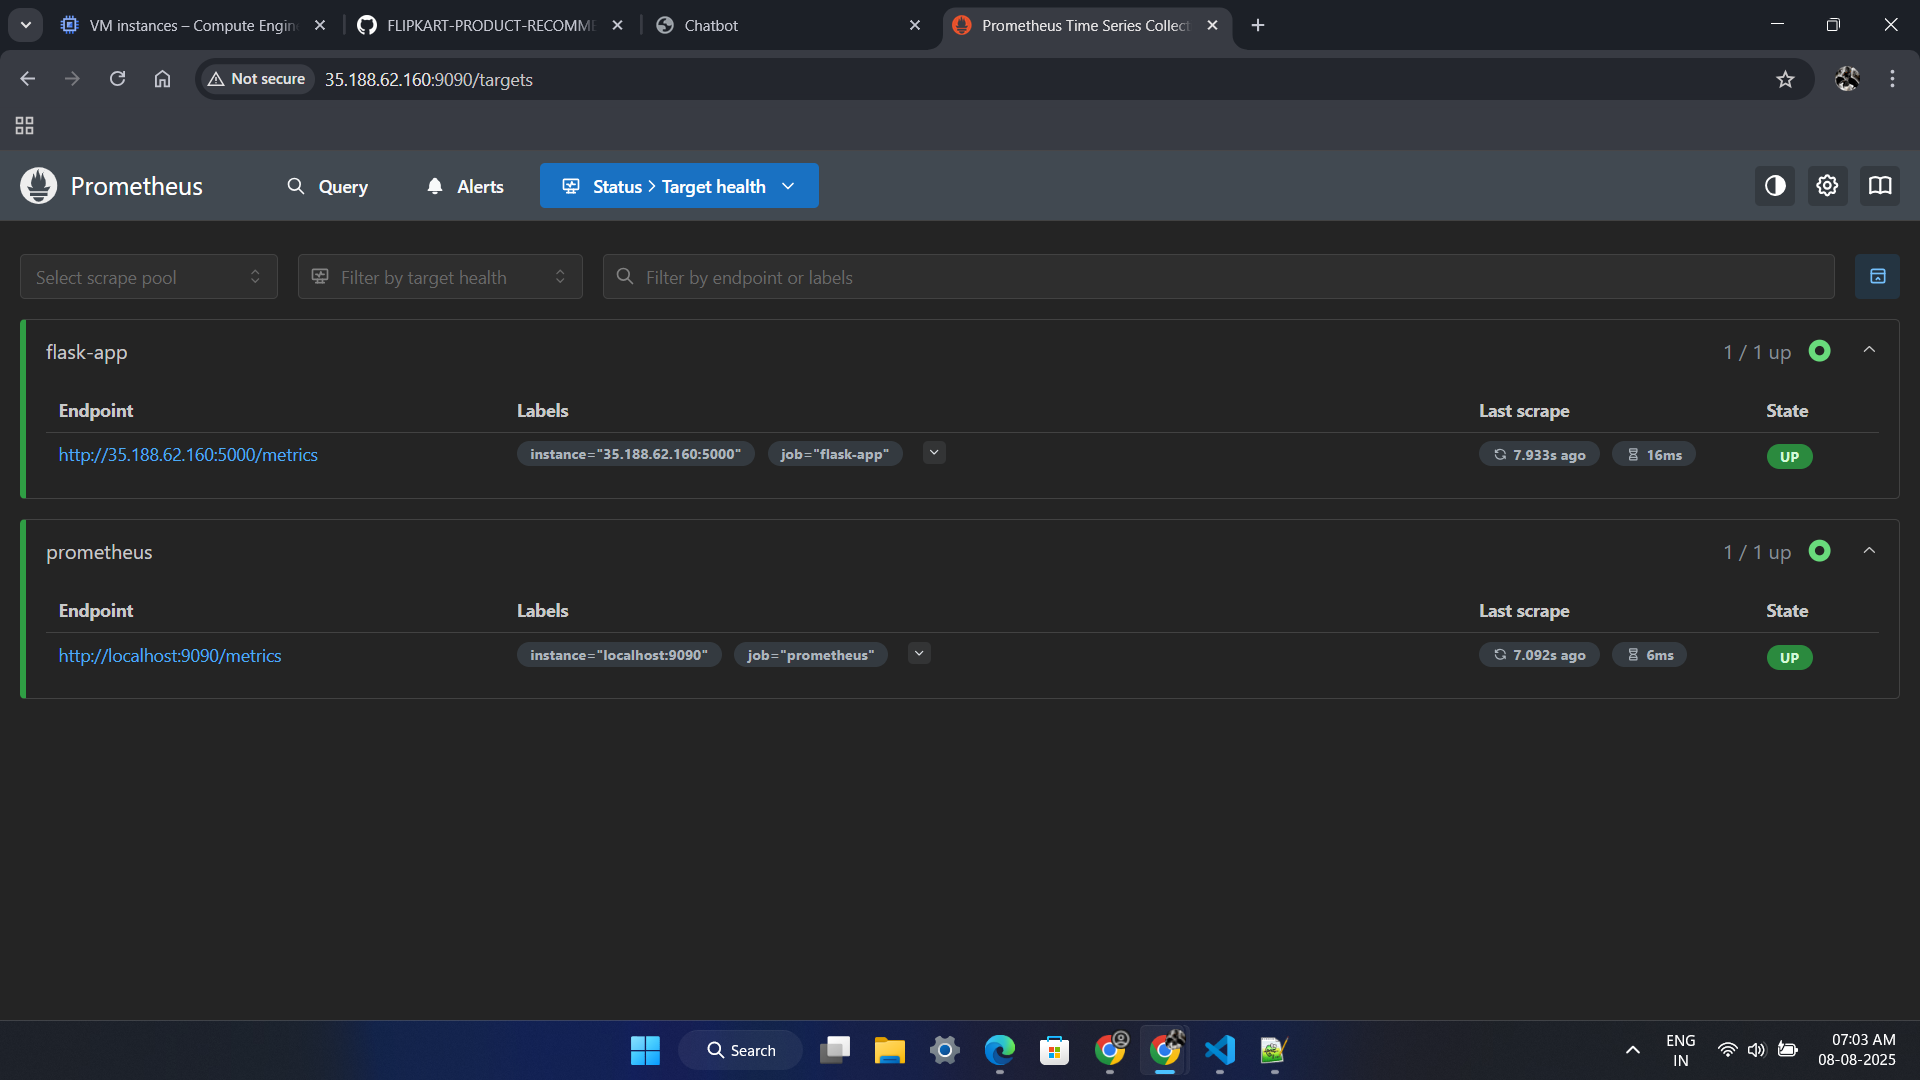 VM instances – Compute Engin
FLIPKART-PRODUCT-RECOMME
Chatbot
Prometheus Time Series Collect
Not secure
35.188.62.160:9090/targets
Prometheus
Query
Alerts
Status > Target health
Select scrape pool
Filter by target health
Filter by endpoint or labels
flask-app
1 / 1 up
Endpoint Labels Last scrape State
http://35.188.62.160:5000/metrics instance="35.188.62.160:5000" job="flask-app" 7.933s ago 16ms UP
prometheus
1 / 1 up
Endpoint Labels Last scrape State
http://localhost:9090/metrics instance="localhost:9090" job="prometheus" 7.092s ago 6ms UP
Search
ENG
IN
07:03 AM
08-08-2025